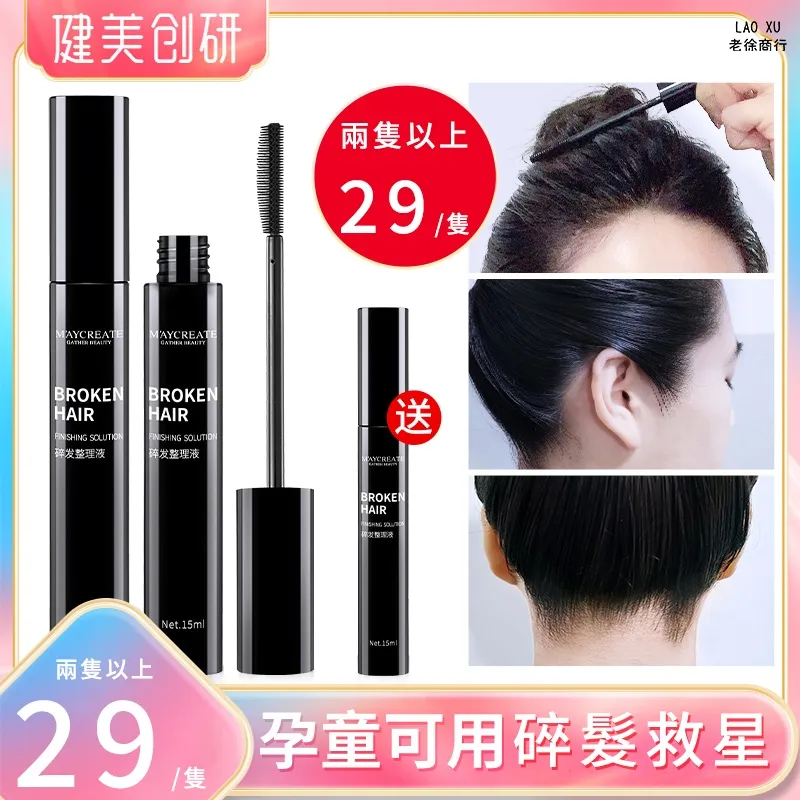 健美创研
LAO XU
老徐商行
兩隻以上
29/隻
M'AYCREATE
GATHER BEAUTY
BROKEN
HAIR
FINISHING SOLUTION
碎发整理液
M'AYCREATE
GATHER BEAUTY
BROKEN
HAIR
FINISHING SOLUTION
碎发整理液
Net.15ml
送
M'AYCREATE
GATHER BEAUTY
BROKEN
HAIR
FINISHING SOLUTION
碎发整理液
Net.15ml
兩隻以上
29/隻
孕童可用碎髮救星